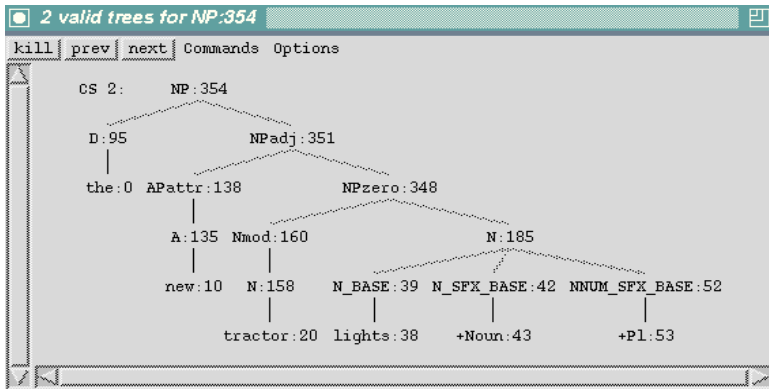 2 valid trees for NP:354
kill prev next Commands Options
CS 2: NP:354
D:95 NPadj:351
the:0 APattr:138 NPzero:348
A:135 Nmod:160 N:185
new:10 N:158 N_BASE:39 N_SFX_BASE:42 NNUM_SFX_BASE:52
tractor:20 lights:38 +Noun:43 +Pl:53